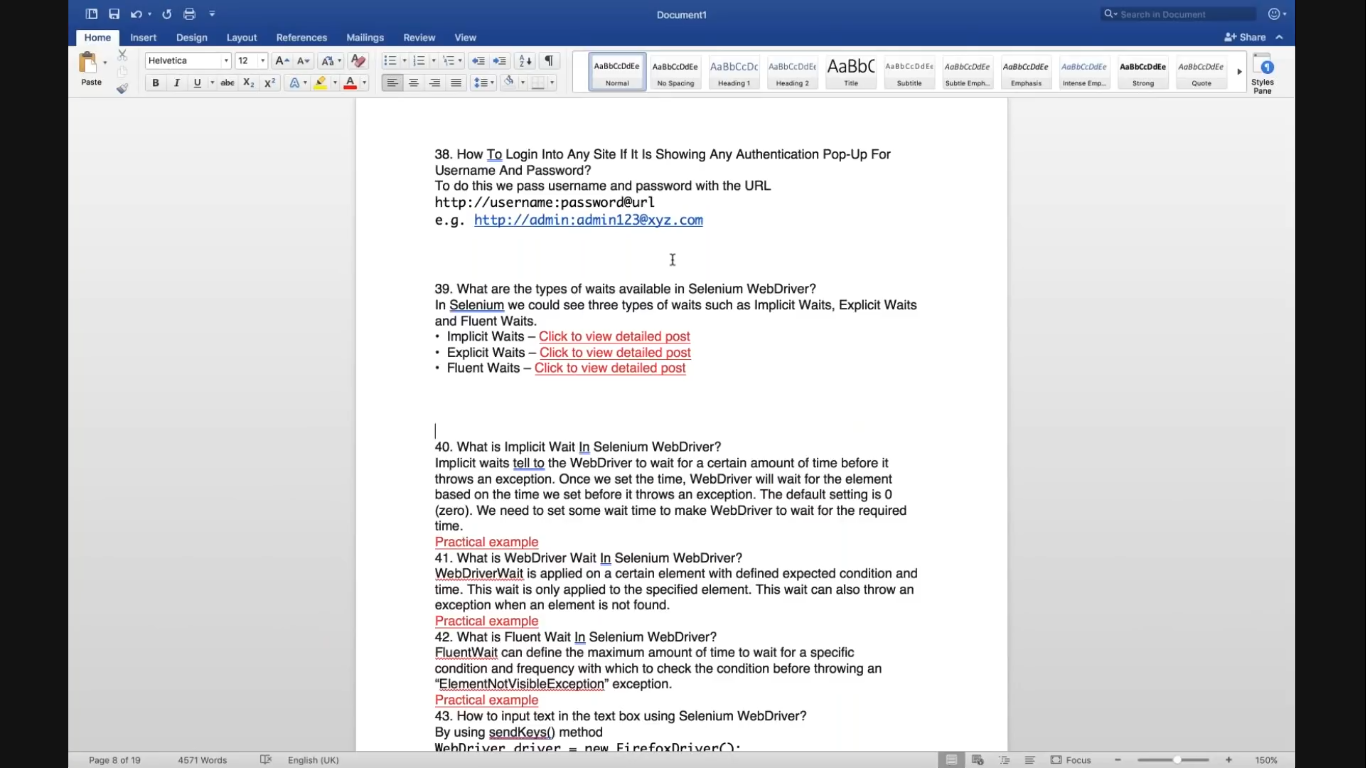 Document1
Search in Document
Home Insert Design Layout References Mailings Review View
Share
Paste
Helvetica 12
AaBbCcDdEe AaBbCcDdEe AaBbCcDc AaBbCcDdEe AaBbC AaBbCcDdEe AaBbCcDdEe AaBbCcDdEe AaBbCcDdEe AaBbCcDdEe AaBbCcDdEe
Normal No Spacing Heading 1 Heading 2 Title Subtitle Subtle Emph... Emphasis Intense Emp... Strong Quote
Styles
Pane
38. How To Login Into Any Site If It Is Showing Any Authentication Pop-Up For
Username And Password?
To do this we pass username and password with the URL
http://username:password@url
e.g. http://admin:admin123@xyz.com
39. What are the types of waits available in Selenium WebDriver?
In Selenium we could see three types of waits such as Implicit Waits, Explicit Waits
and Fluent Waits.
• Implicit Waits – Click to view detailed post
• Explicit Waits – Click to view detailed post
• Fluent Waits – Click to view detailed post
40. What is Implicit Wait In Selenium WebDriver?
Implicit waits tell to the WebDriver to wait for a certain amount of time before it
throws an exception. Once we set the time, WebDriver will wait for the element
based on the time we set before it throws an exception. The default setting is 0
(zero). We need to set some wait time to make WebDriver to wait for the required
time.
Practical example
41. What is WebDriver Wait In Selenium WebDriver?
WebDriverWait is applied on a certain element with defined expected condition and
time. This wait is only applied to the specified element. This wait can also throw an
exception when an element is not found.
Practical example
42. What is Fluent Wait In Selenium WebDriver?
FluentWait can define the maximum amount of time to wait for a specific
condition and frequency with which to check the condition before throwing an
“ElementNotVisibleException” exception.
Practical example
43. How to input text in the text box using Selenium WebDriver?
By using sendKeys() method
WebDriver driver = new FirefoxDriver();
Page 8 of 19 4571 Words English (UK) Focus 150%